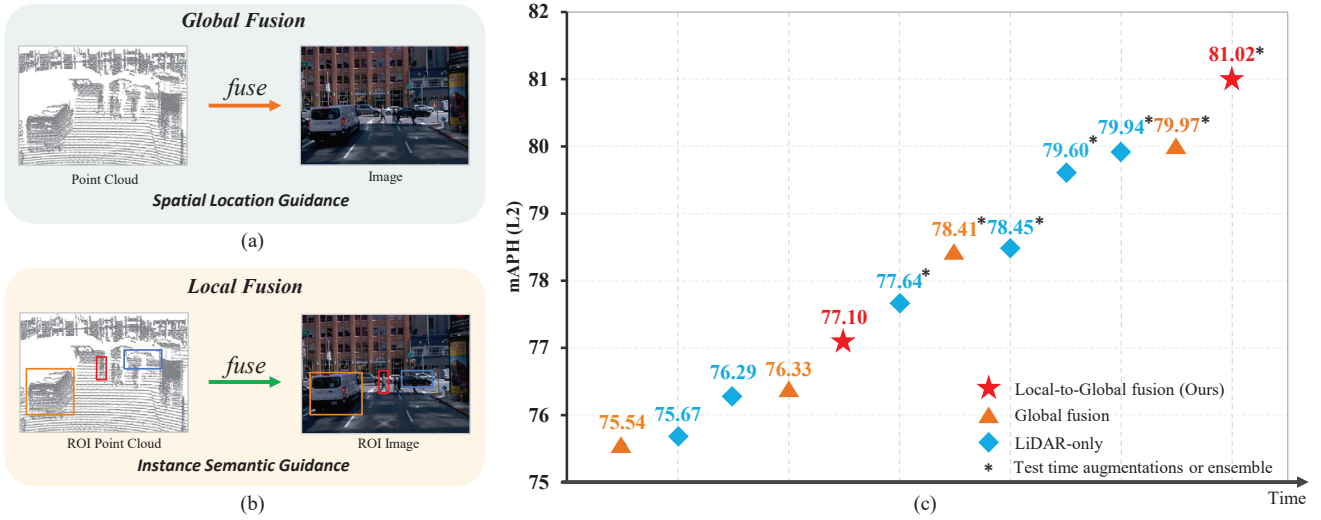 Global Fusion
fuse
Point Cloud
Image
Spatial Location Guidance
(a)
Local Fusion
fuse
ROI Point Cloud
ROI Image
Instance Semantic Guidance
(b)
mAPH (L2)
82
81
80
79
78
77
76
75
75.54
75.67
76.29
76.33
77.10
77.64*
78.41*
78.45*
79.60*
79.94*
79.97*
81.02*
Local-to-Global fusion (Ours)
Global fusion
LiDAR-only
* Test time augmentations or ensemble
Time
(c)